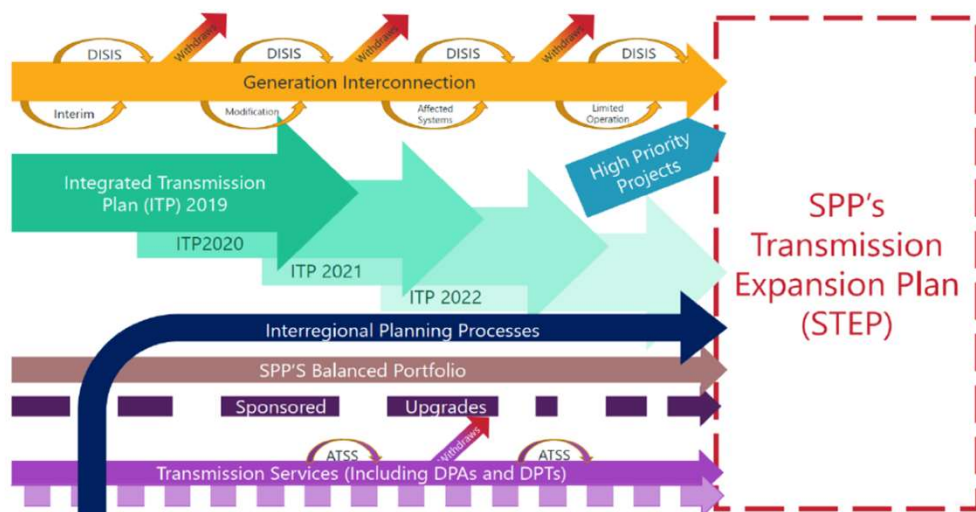 DISIS
Withdraws
DISIS
Withdraws
DISIS
Withdraws
DISIS
Generation Interconnection
Interim
Modification
Affected
Systems
Limited
Operation
High Priority
Projects
Integrated Transmission
Plan (ITP) 2019
ITP2020
ITP 2021
ITP 2022
SPP's
Transmission
Expansion Plan
(STEP)
Interregional Planning Processes
SPP'S Balanced Portfolio
Sponsored Upgrades
ATSS
Withdraws
ATSS
Transmission Services (Including DPAs and DPTs)